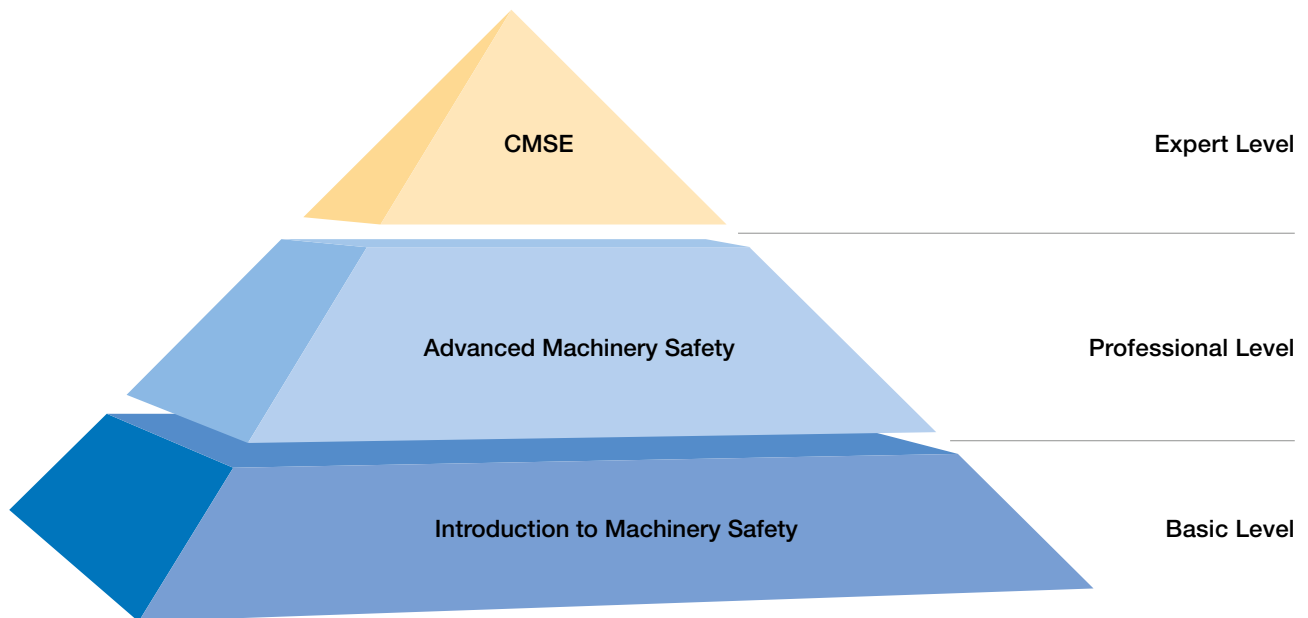 CMSE
Expert Level
Advanced Machinery Safety
Professional Level
Introduction to Machinery Safety
Basic Level